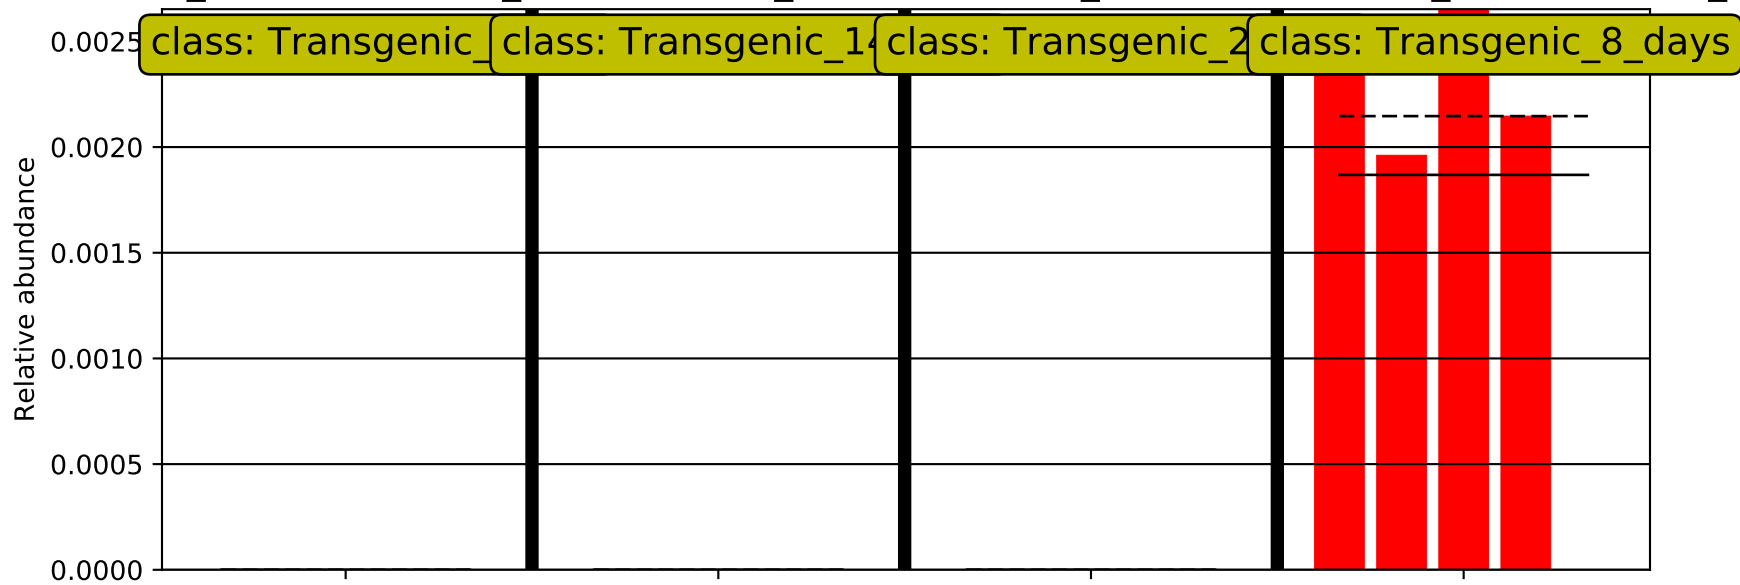 class: Transgenic_
class: Transgenic_14
class: Transgenic_2
class: Transgenic_8_days
0.0025
0.0020
0.0015
0.0010
0.0005
0.0000
Relative abundance